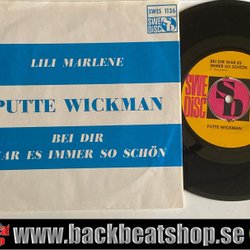 SWE DISC
SWES 1136
LILI MARLENE
PUTTE WICKMAN
BEI DIR
WAR ES IMMER SO SCHÖN
BEI DIR WAR ES
IMMER SO SCHÖN
SWE
DISC
PUTTE WICKMAN
www.backbeatshop.se